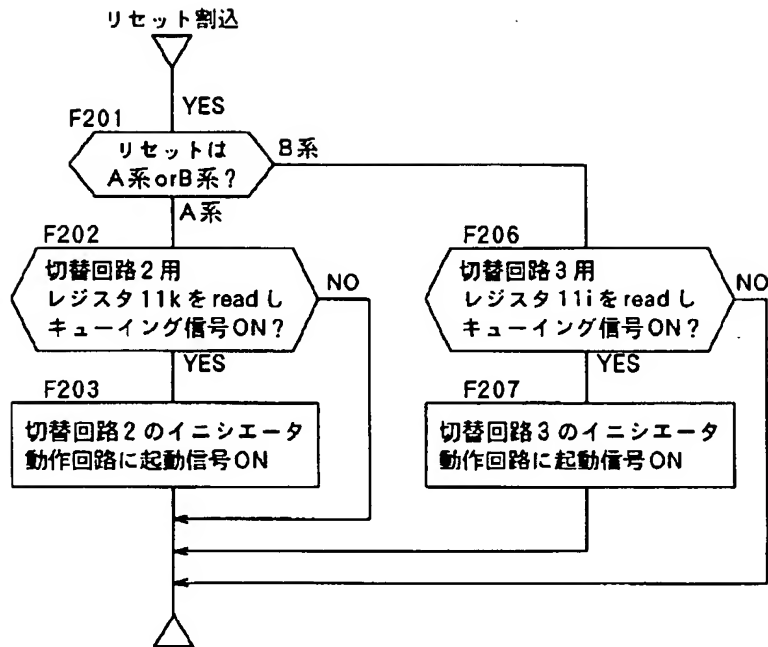 リセット割込
YES
F201
リセットは
A系orB系？
B系
A系
F202
切替回路2用
レジスタ11kをreadし
キューイング信号ON？
NO
YES
F203
切替回路2のイニシエータ
動作回路に起動信号ON
F206
切替回路3用
レジスタ11iをreadし
キューイング信号ON？
NO
YES
F207
切替回路3のイニシエータ
動作回路に起動信号ON